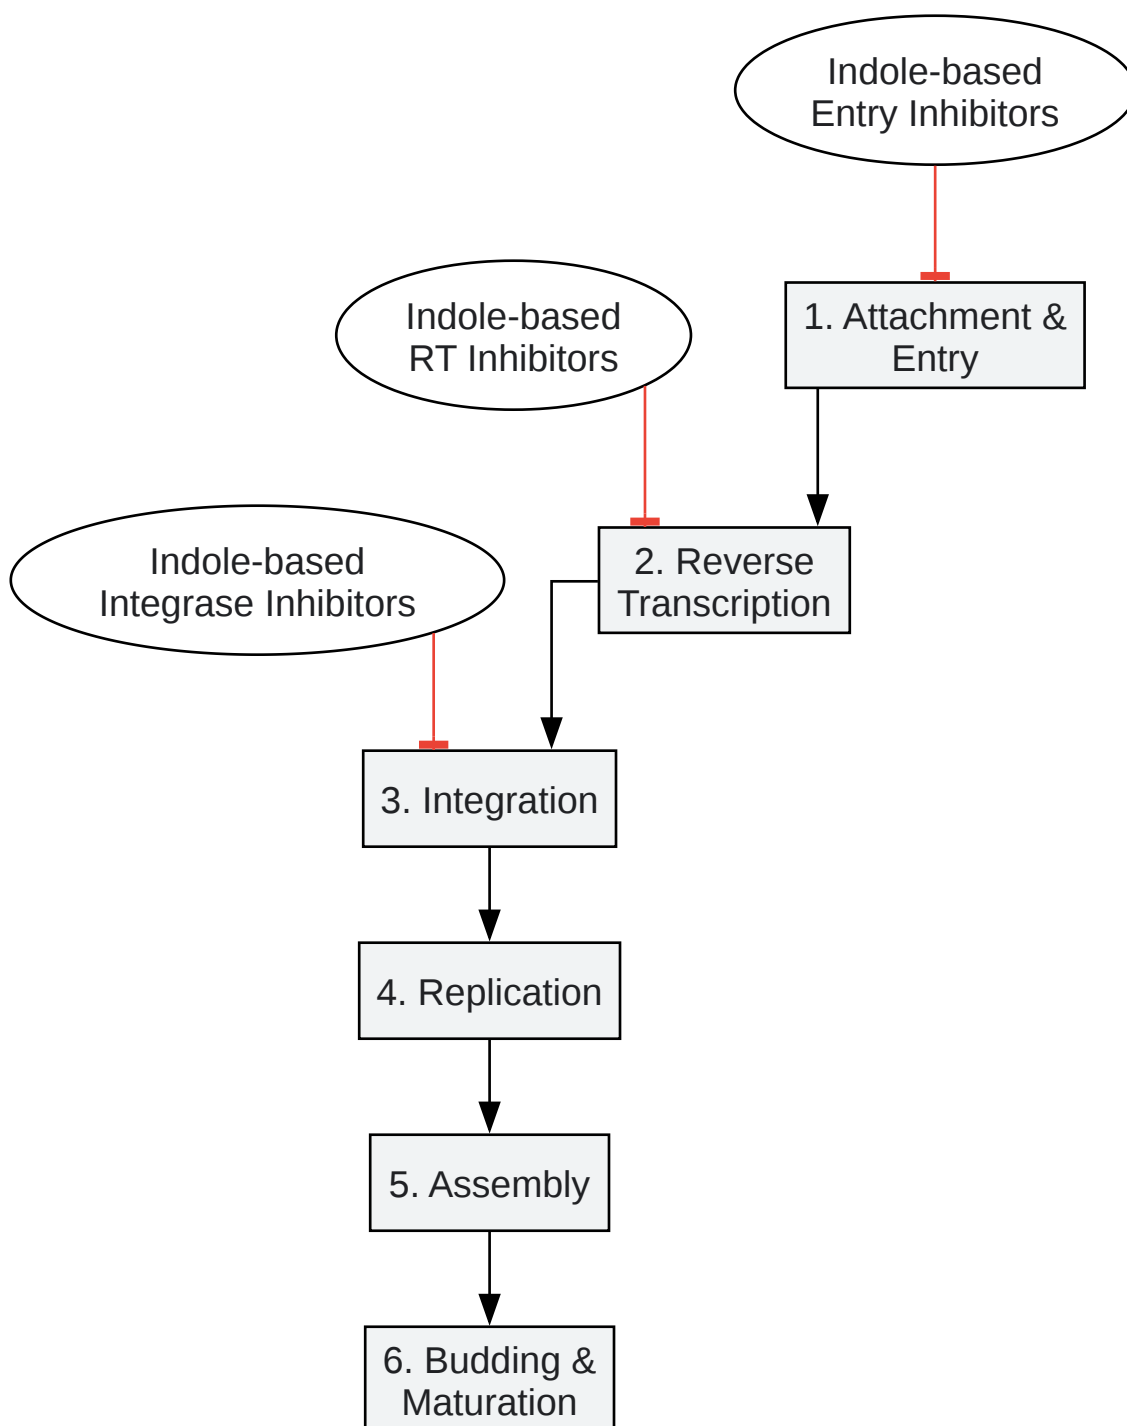 Indole-based
Entry Inhibitors
Indole-based
RT Inhibitors
1. Attachment &
Entry
Indole-based
Integrase Inhibitors
2. Reverse
Transcription
3. Integration
4. Replication
5. Assembly
6. Budding &
Maturation